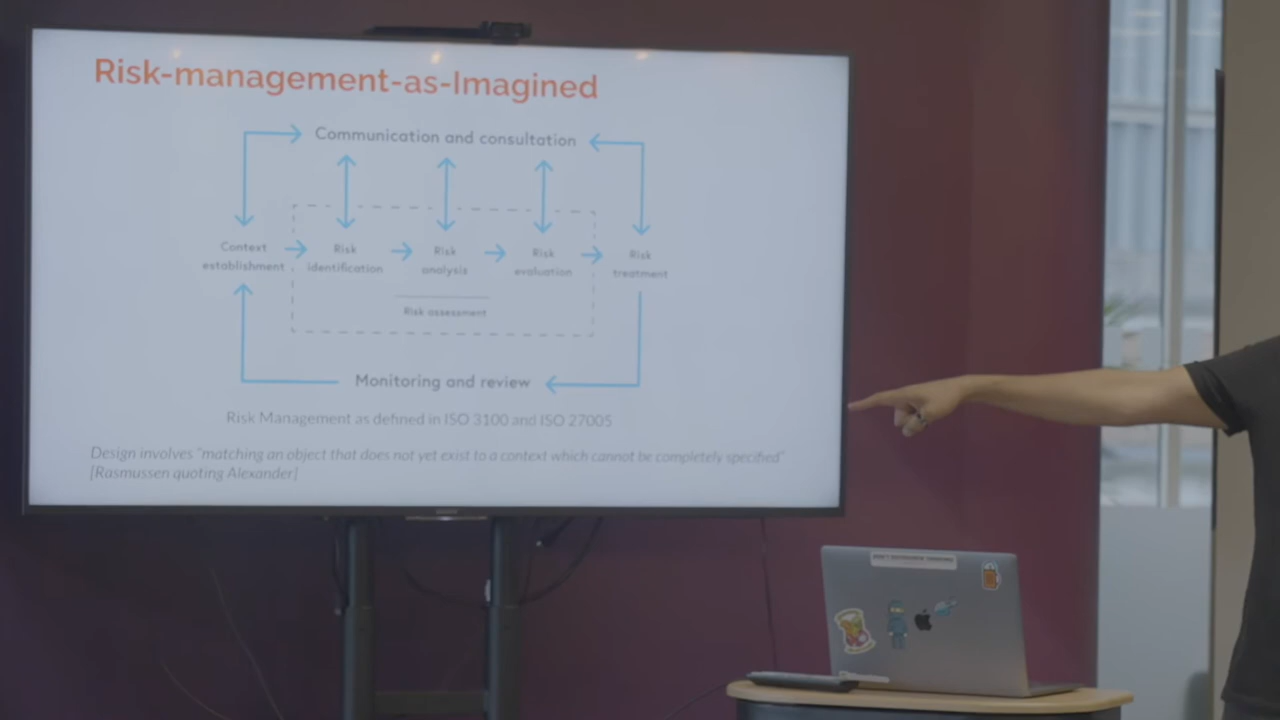 Risk-management-as-Imagined
Communication and consultation
Context establishment
Risk identification
Risk analysis
Risk evaluation
Risk treatment
Risk assessment
Monitoring and review
Risk Management as defined in ISO 3100 and ISO 27005
Design involves "matching an object that does not yet exist to a context which cannot be completely specified"
[Rasmussen quoting Alexander]